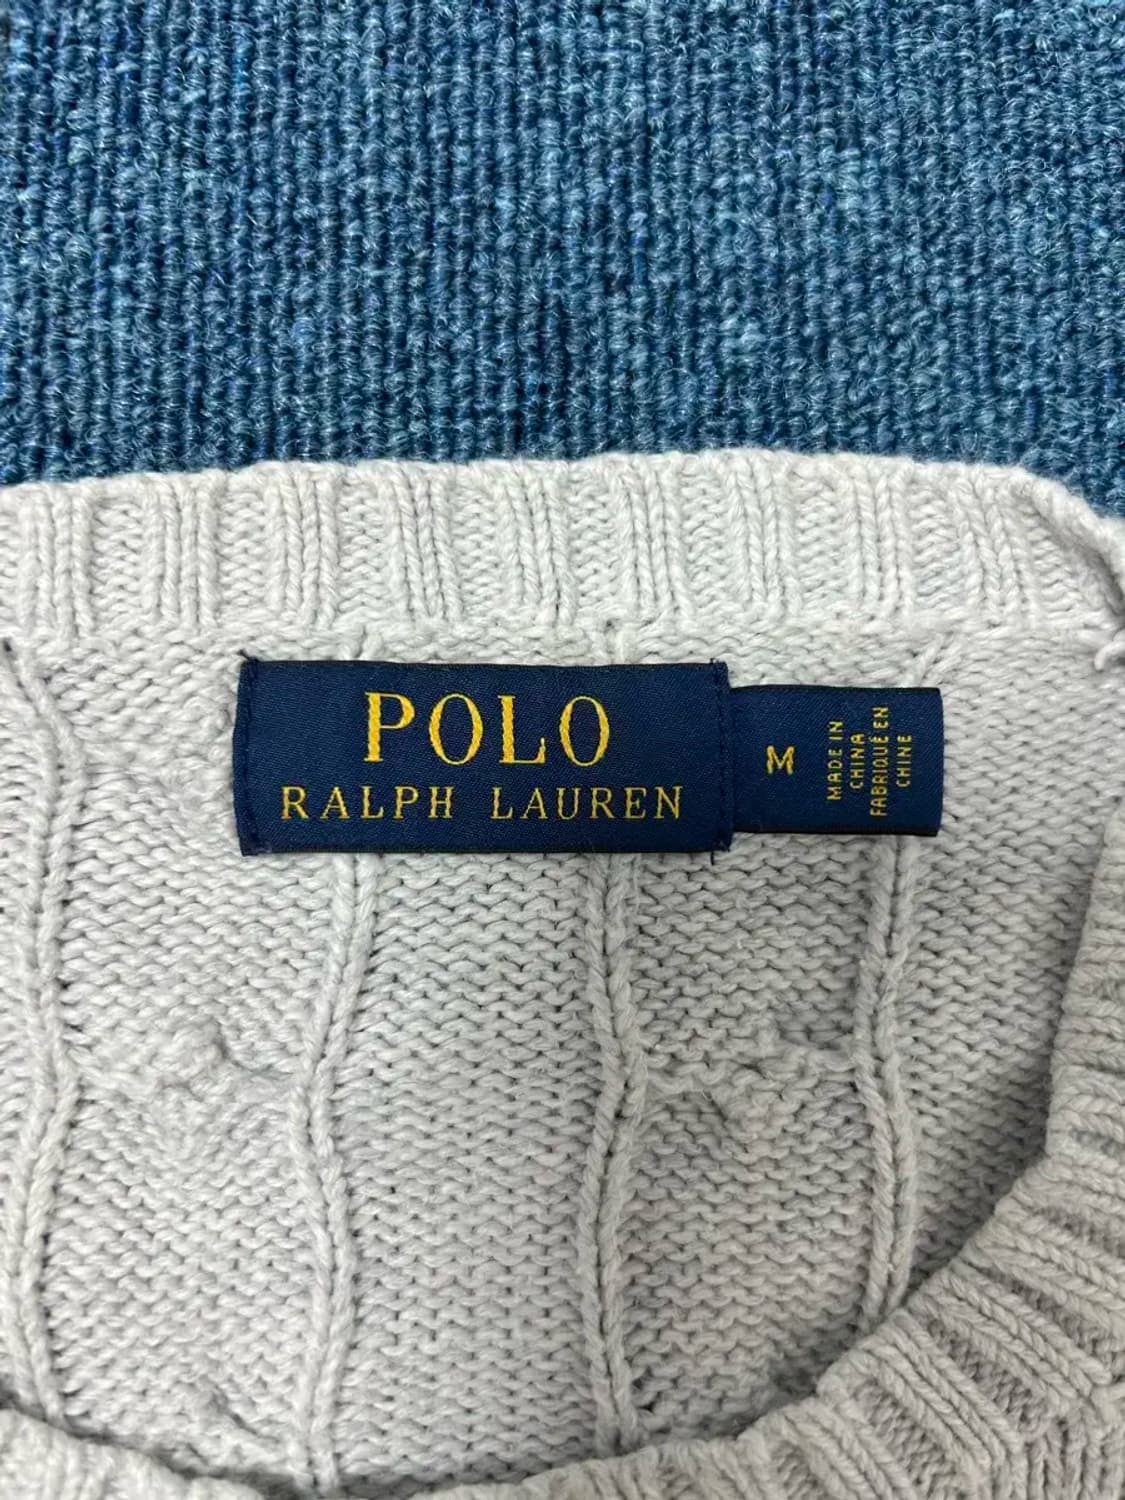 POLO
RALPH LAUREN
M
MADE IN
CHINA
FABRIQUÉ EN
CHINE